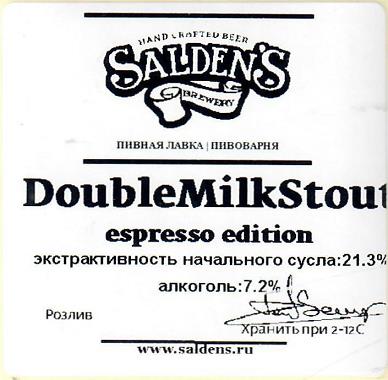 HAND CRAFTED BEER
SALDEN'S
BREWERY
ПИВНАЯ ЛАВКА | ПИВОВАРНЯ
DoubleMilkStout
espresso edition
экстрактивность начального сусла:21.3%
алкоголь:7.2%
Розлив
Хранить при 2-12С
www.saldens.ru